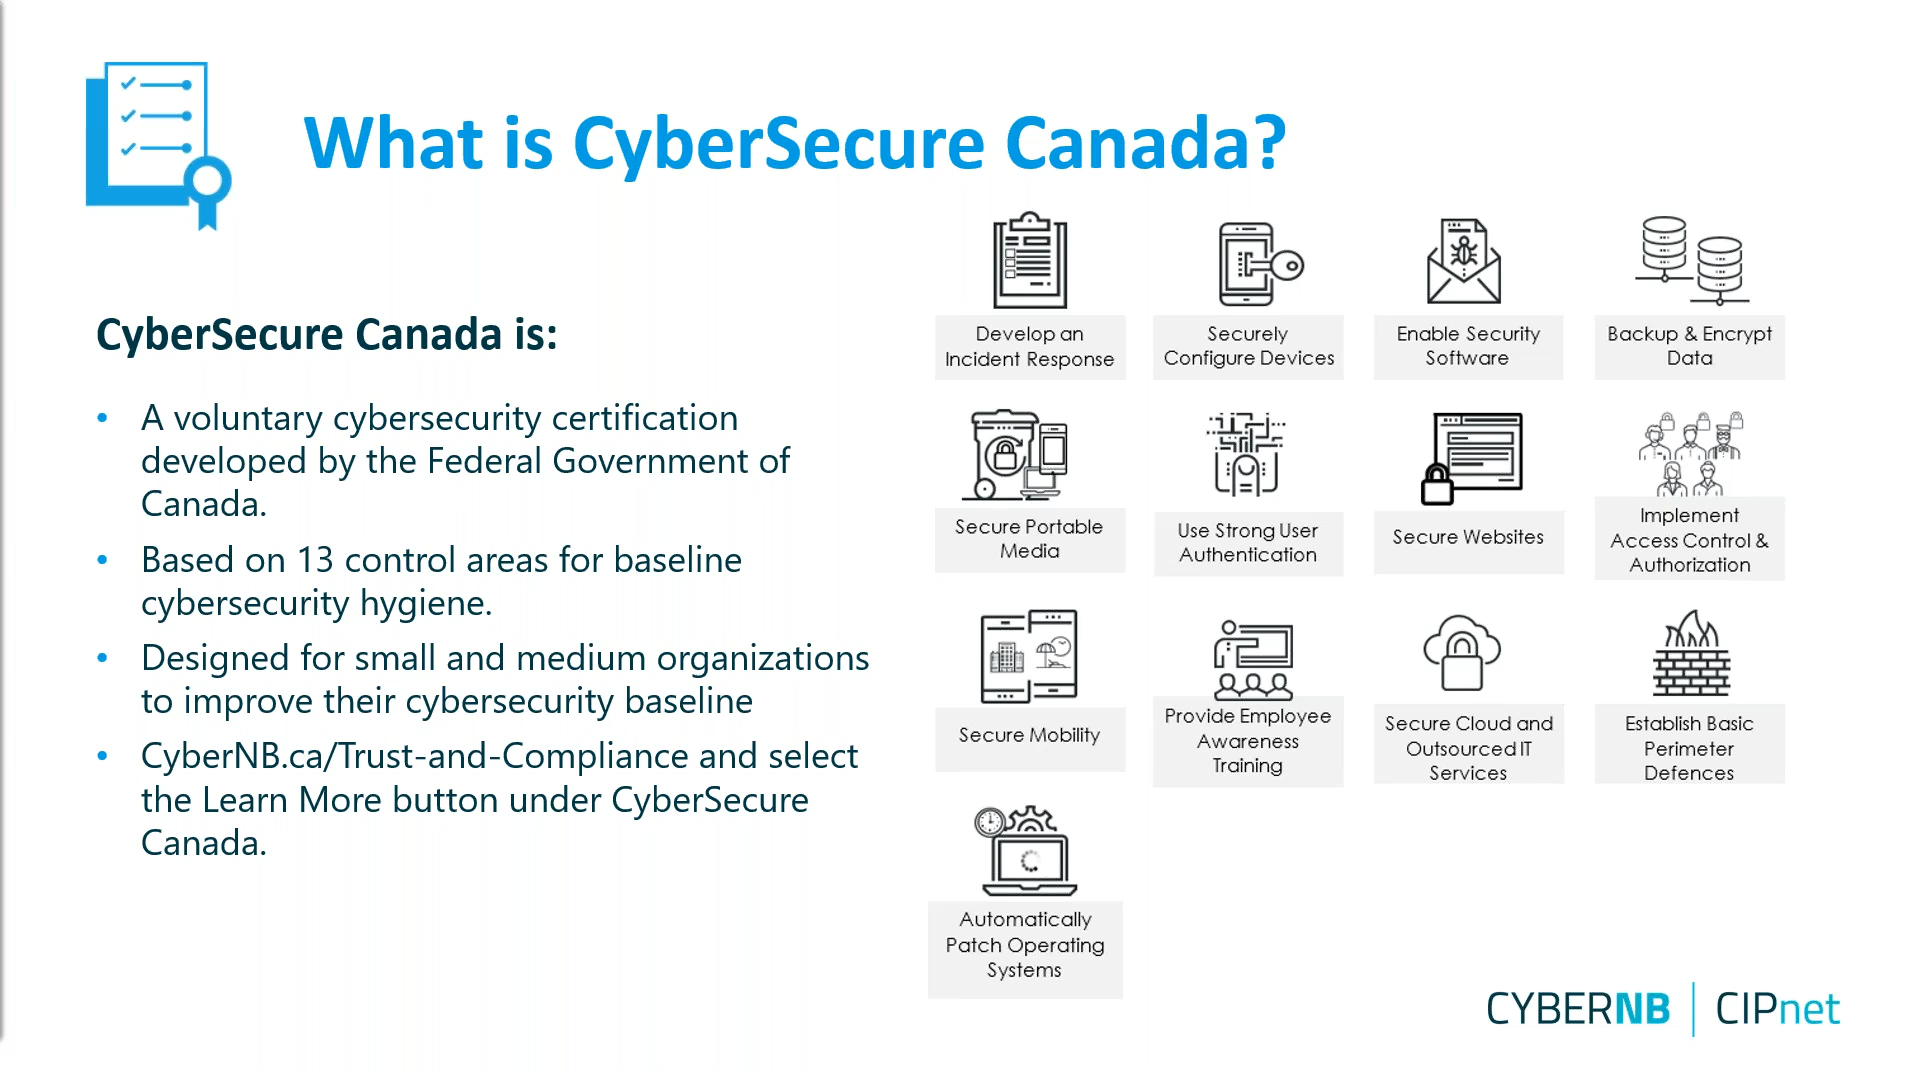 What is CyberSecure Canada?
CyberSecure Canada is:
• A voluntary cybersecurity certification
developed by the Federal Government of
Canada.
• Based on 13 control areas for baseline
cybersecurity hygiene.
• Designed for small and medium organizations
to improve their cybersecurity baseline
• CyberNB.ca/Trust-and-Compliance and select
the Learn More button under CyberSecure
Canada.
Develop an
Incident Response
Securely
Configure Devices
Enable Security
Software
Backup & Encrypt
Data
Secure Portable
Media
Use Strong User
Authentication
Secure Websites
Implement
Access Control &
Authorization
Secure Mobility
Provide Employee
Awareness
Training
Secure Cloud and
Outsourced IT
Services
Establish Basic
Perimeter
Defences
Automatically
Patch Operating
Systems
CYBERNB | CIPnet